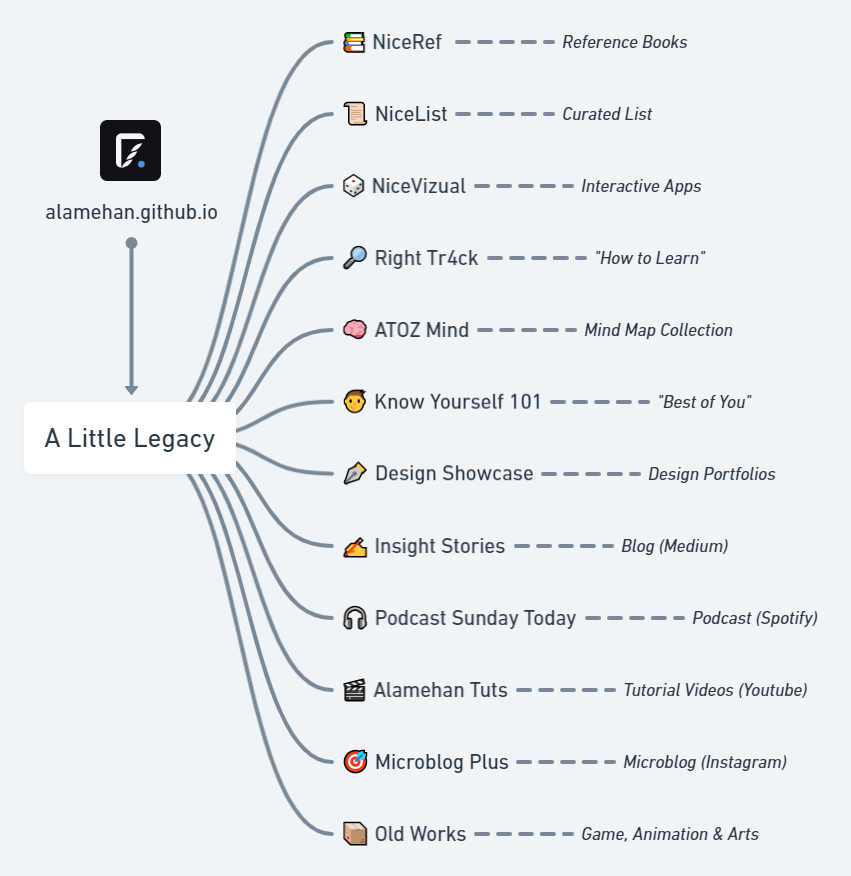 NiceRef Reference Books
NiceList Curated List
NiceVizual Interactive Apps
alamehan.github.io
Right Tr4ck "How to Learn"
ATOZ Mind Mind Map Collection
Know Yourself 101 "Best of You"
A Little Legacy
Design Showcase Design Portfolios
Insight Stories Blog (Medium)
Podcast Sunday Today Podcast (Spotify)
Alamehan Tuts Tutorial Videos (Youtube)
Microblog Plus Microblog (Instagram)
Old Works Game, Animation & Arts